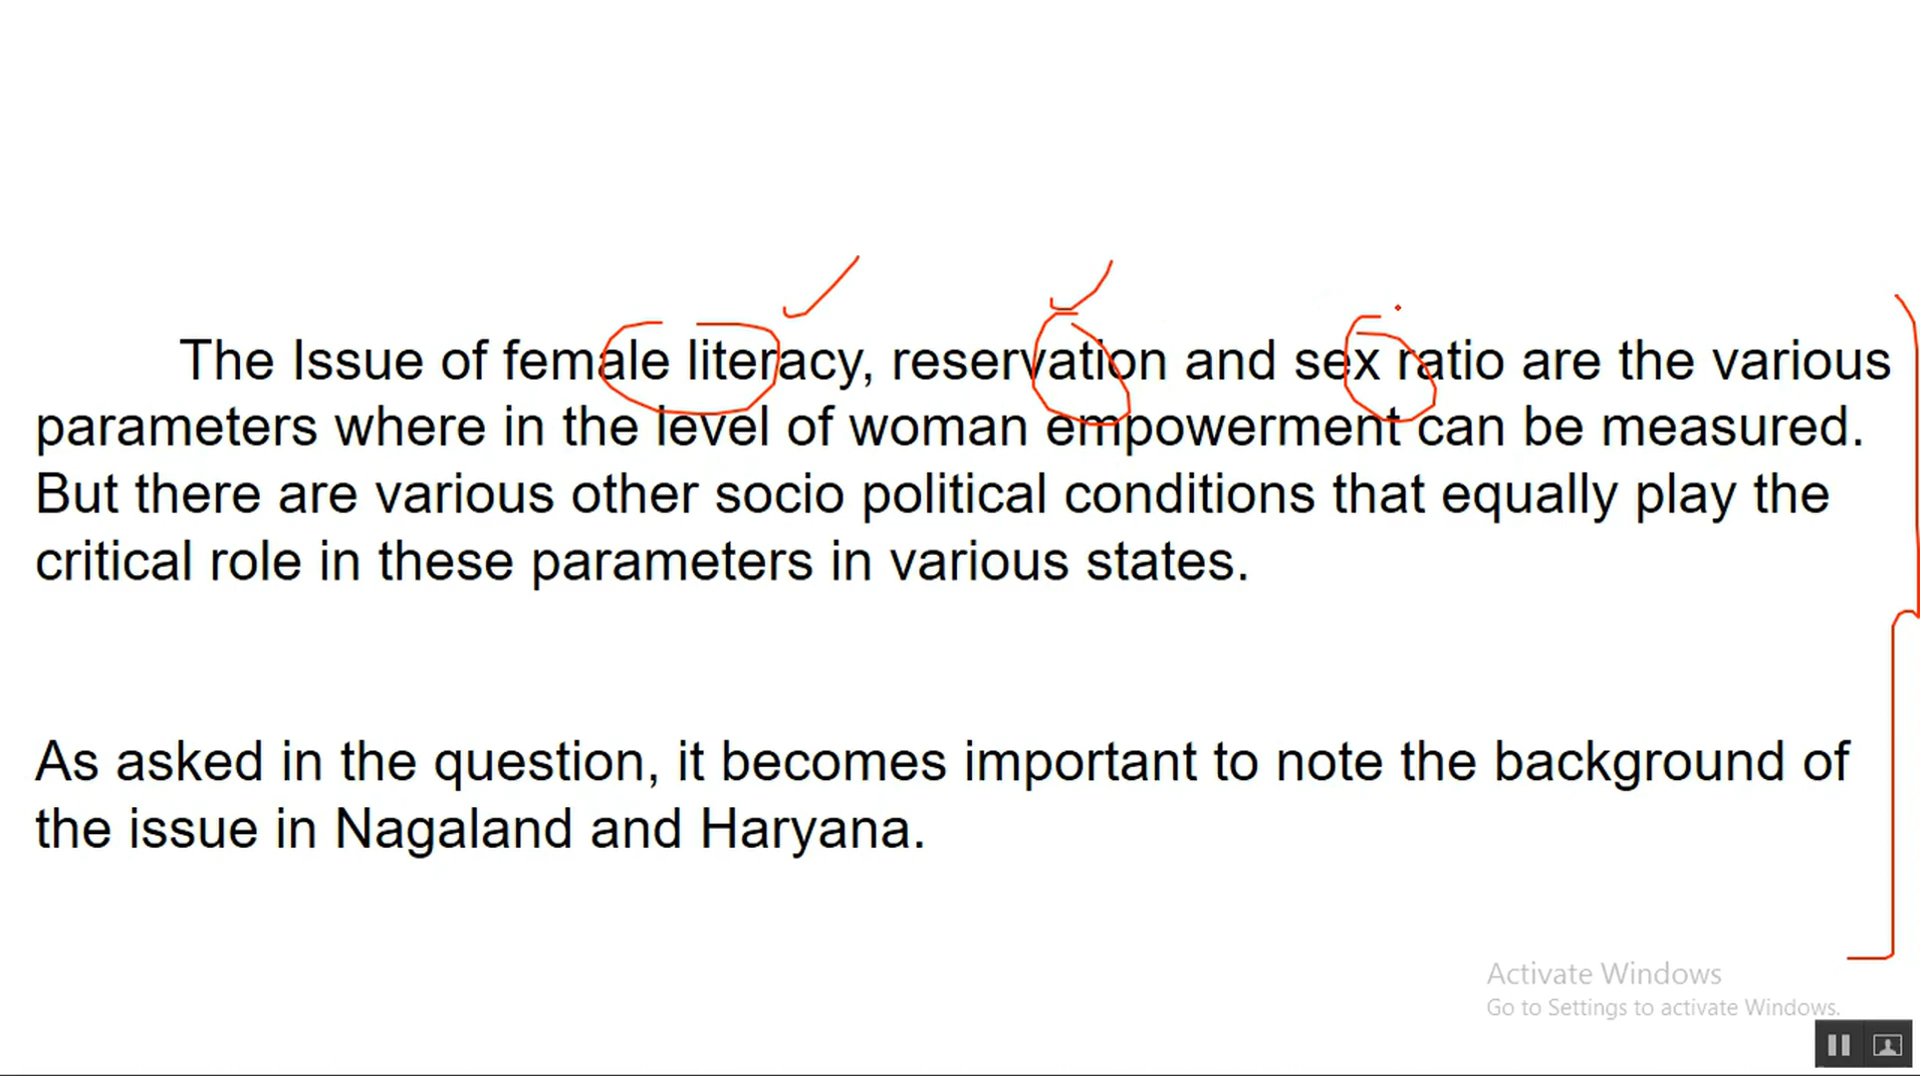 The Issue of female literacy, reservation and sex ratio are the various
parameters where in the level of woman empowerment can be measured.
But there are various other socio political conditions that equally play the
critical role in these parameters in various states.
As asked in the question, it becomes important to note the background of
the issue in Nagaland and Haryana.
Activate Windows
Go to Settings to activate Windows.